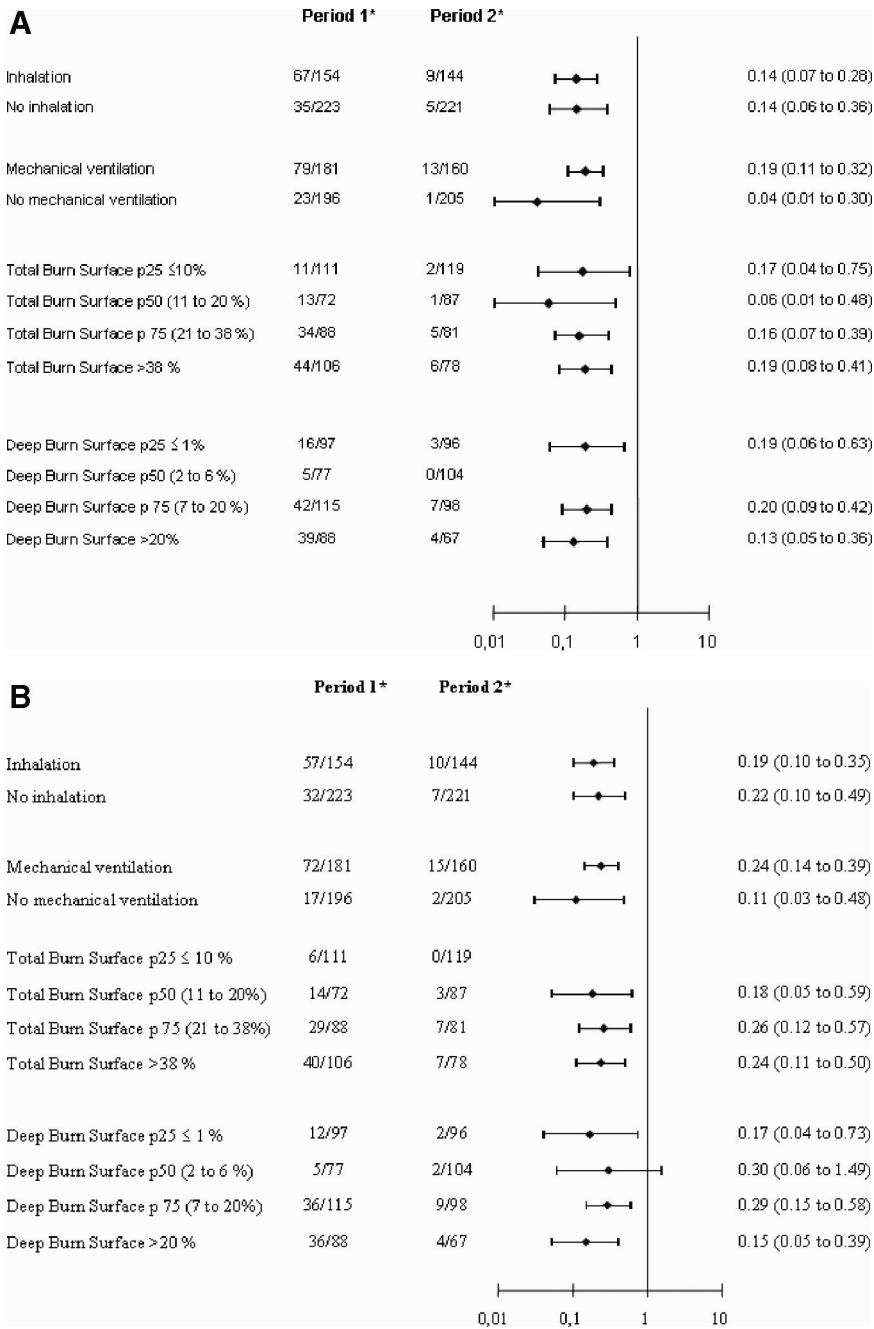 A
Period 1* Period 2*
Inhalation 67/154 9/144 0.14 (0.07 to 0.28)
No inhalation 35/223 5/221 0.14 (0.06 to 0.36)
Mechanical ventilation 79/181 13/160 0.19 (0.11 to 0.32)
No mechanical ventilation 23/196 1/205 0.04 (0.01 to 0.30)
Total Burn Surface p25 ≤10% 11/111 2/119 0.17 (0.04 to 0.75)
Total Burn Surface p50 (11 to 20 %) 13/72 1/87 0.06 (0.01 to 0.48)
Total Burn Surface p 75 (21 to 38 %) 34/88 5/81 0.16 (0.07 to 0.39)
Total Burn Surface >38 % 44/106 6/78 0.19 (0.08 to 0.41)
Deep Burn Surface p25 ≤ 1% 16/97 3/96 0.19 (0.06 to 0.63)
Deep Burn Surface p50 (2 to 6 %) 5/77 0/104
Deep Burn Surface p 75 (7 to 20 %) 42/115 7/98 0.20 (0.09 to 0.42)
Deep Burn Surface >20% 39/88 4/67 0.13 (0.05 to 0.36)
0,01 0,1 1 10
B
Period 1* Period 2*
Inhalation 57/154 10/144 0.19 (0.10 to 0.35)
No inhalation 32/223 7/221 0.22 (0.10 to 0.49)
Mechanical ventilation 72/181 15/160 0.24 (0.14 to 0.39)
No mechanical ventilation 17/196 2/205 0.11 (0.03 to 0.48)
Total Burn Surface p25 ≤ 10 % 6/111 0/119
Total Burn Surface p50 (11 to 20%) 14/72 3/87 0.18 (0.05 to 0.59)
Total Burn Surface p 75 (21 to 38%) 29/88 7/81 0.26 (0.12 to 0.57)
Total Burn Surface >38 % 40/106 7/78 0.24 (0.11 to 0.50)
Deep Burn Surface p25 ≤ 1 % 12/97 2/96 0.17 (0.04 to 0.73)
Deep Burn Surface p50 (2 to 6 %) 5/77 2/104 0.30 (0.06 to 1.49)
Deep Burn Surface p 75 (7 to 20%) 36/115 9/98 0.29 (0.15 to 0.58)
Deep Burn Surface >20 % 36/88 4/67 0.15 (0.05 to 0.39)
0,01 0,1 1 10